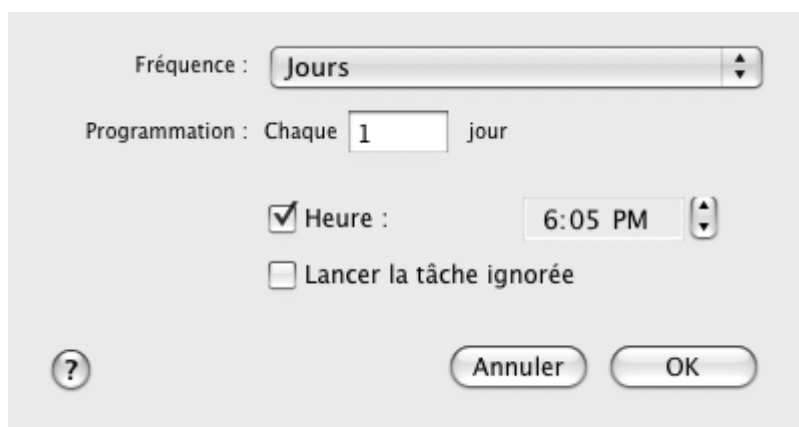 Fréquence : Jours
Programmation : Chaque 1 jour
Heure : 6:05 PM
Lancer la tâche ignorée
? Annuler OK